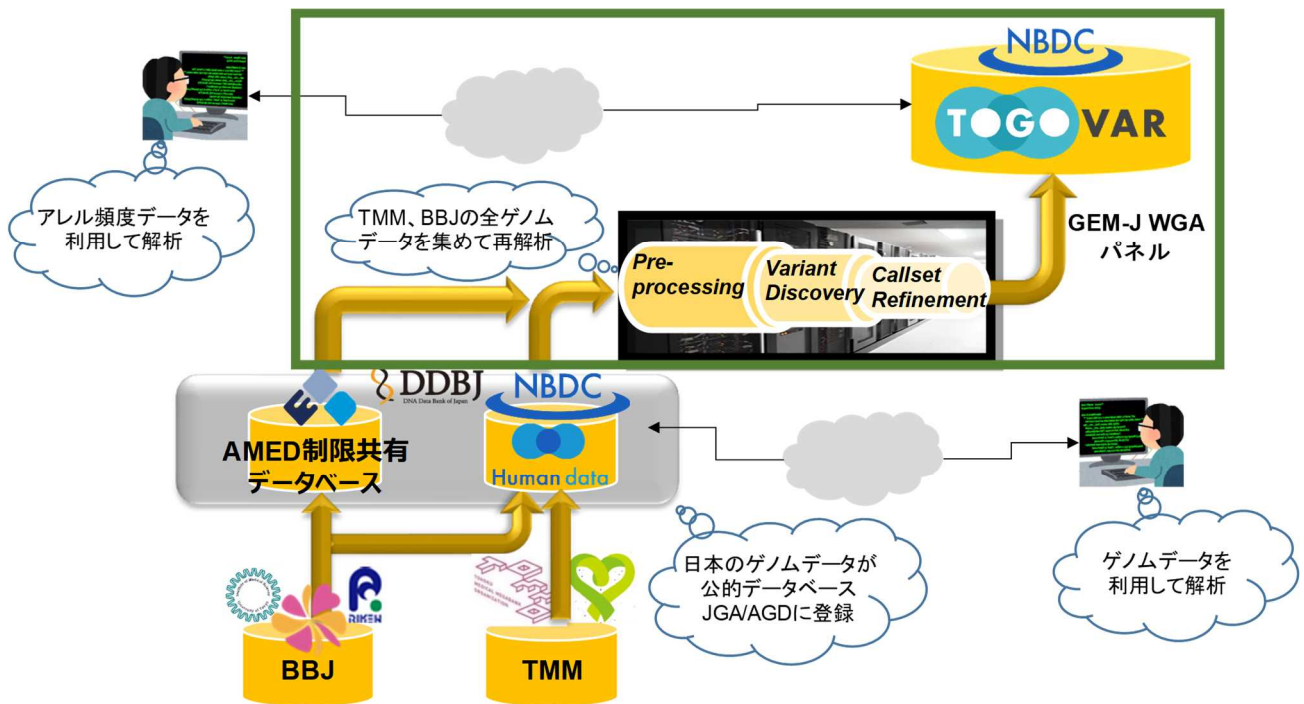 NBDC
TOGO VAR
アレル頻度データを
利用して解析
TMM、BBJの全ゲノム
データを集めて再解析
GEM-J WGA
パネル
Pre-
processing
Variant
Discovery
Callset
Refinement
DDBJ
DNA Data Bank of Japan
NBDC
AMED制限共有
データベース
Human data
日本のゲノムデータが
公的データベース
JGA/AGDに登録
ゲノムデータを
利用して解析
RIKEN
BBJ
TMM